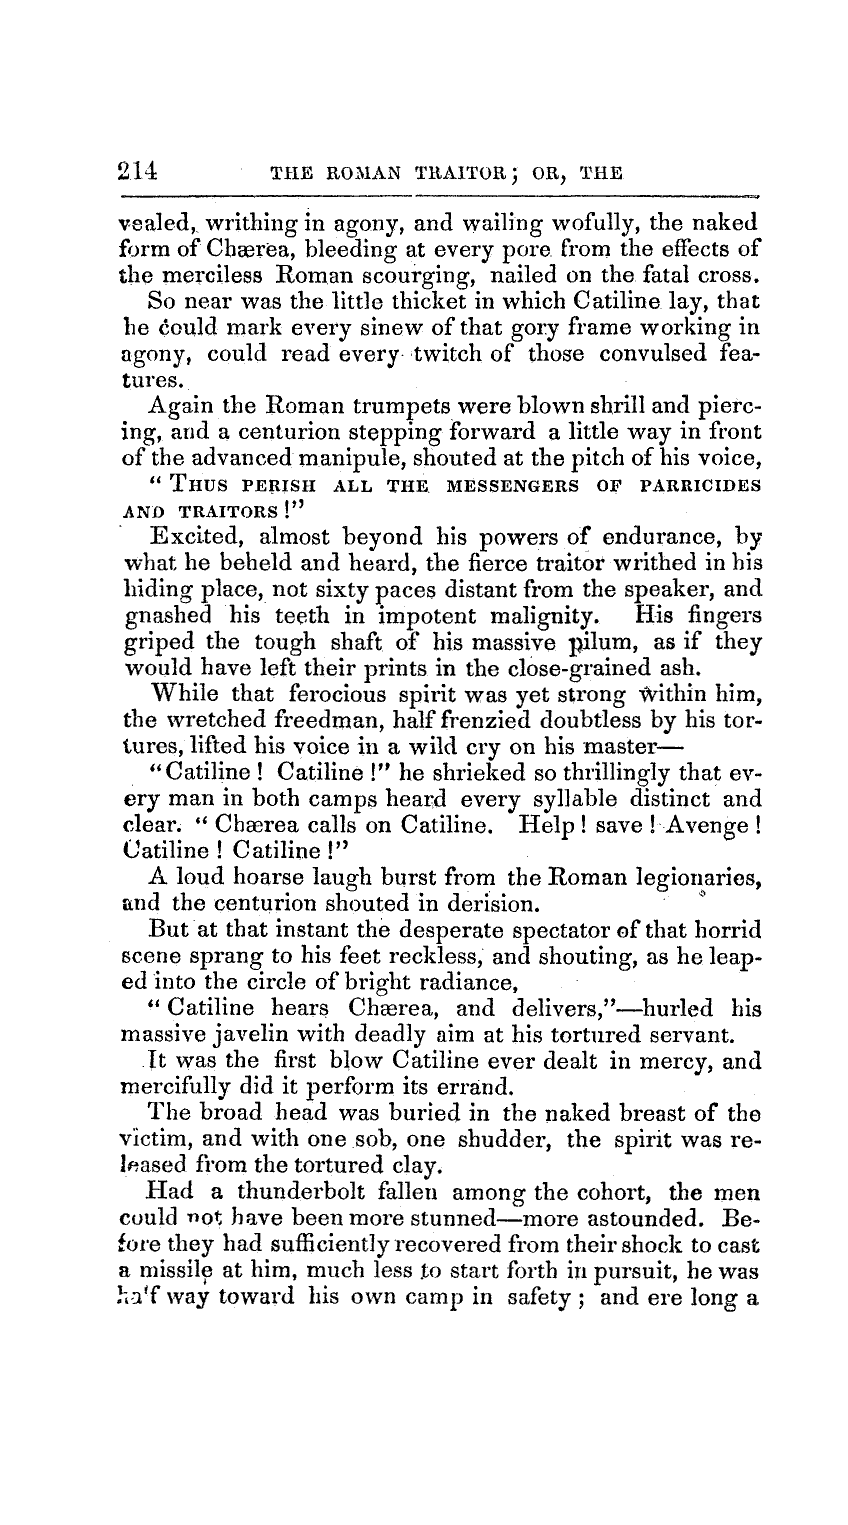 214 THE ROMAN TRAITOR; OR, THE
vealed, writhing in agony, and wailing wofully, the naked
form of Chærea, bleeding at every pore from the effects of
the merciless Roman scourging, nailed on the fatal cross.
So near was the little thicket in which Catiline lay, that
he could mark every sinew of that gory frame working in
agony, could read every twitch of those convulsed fea-
tures.
Again the Roman trumpets were blown shrill and pierc-
ing, and a centurion stepping forward a little way in front
of the advanced manipule, shouted at the pitch of his voice,
" THUS PERISH ALL THE MESSENGERS OF PARRICIDES
AND TRAITORS !"
Excited, almost beyond his powers of endurance, by
what he beheld and heard, the fierce traitor writhed in his
hiding place, not sixty paces distant from the speaker, and
gnashed his teeth in impotent malignity. His fingers
griped the tough shaft of his massive pilum, as if they
would have left their prints in the close-grained ash.
While that ferocious spirit was yet strong within him,
the wretched freedman, half frenzied doubtless by his tor-
tures, lifted his voice in a wild cry on his master—
"Catiline ! Catiline !" he shrieked so thrillingly that ev-
ery man in both camps heard every syllable distinct and
clear. " Chærea calls on Catiline. Help ! save ! Avenge !
Catiline ! Catiline !"
A loud hoarse laugh burst from the Roman legionaries,
and the centurion shouted in derision.
But at that instant the desperate spectator of that horrid
scene sprang to his feet reckless, and shouting, as he leap-
ed into the circle of bright radiance,
" Catiline hears Chærea, and delivers,"—hurled his
massive javelin with deadly aim at his tortured servant.
It was the first blow Catiline ever dealt in mercy, and
mercifully did it perform its errand.
The broad head was buried in the naked breast of the
victim, and with one sob, one shudder, the spirit was re-
leased from the tortured clay.
Had a thunderbolt fallen among the cohort, the men
could not have been more stunned—more astounded. Be-
fore they had sufficiently recovered from their shock to cast
a missile at him, much less to start forth in pursuit, he was
half way toward his own camp in safety ; and ere long a